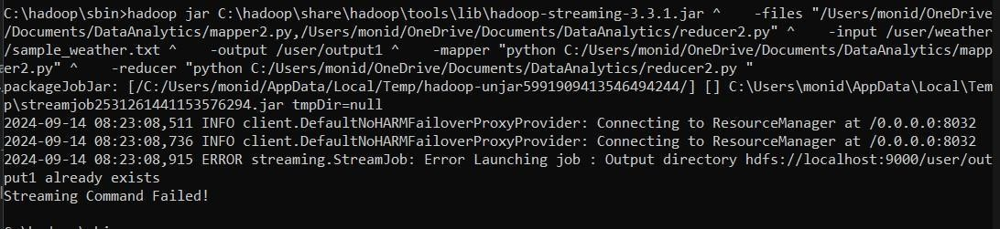 C:\hadoop\sbin>hadoop jar C:\hadoop\share\hadoop\tools\lib\hadoop-streaming-3.3.1.jar ^    -files "/Users/monid/OneDrive
/Documents/DataAnalytics/mapper2.py,/Users/monid/OneDrive/Documents/DataAnalytics/reducer2.py" ^    -input /user/weather
/sample_weather.txt ^    -output /user/output1 ^    -mapper "python C:/Users/monid/OneDrive/Documents/DataAnalytics/mapp
er2.py" ^    -reducer "python C:/Users/monid/OneDrive/Documents/DataAnalytics/reducer2.py "
packageJobJar: [/C:/Users/monid/AppData/Local/Temp/hadoop-unjar5991909413546494244/] [] C:\Users\monid\AppData\Local\Tem
p\streamjob2531261441153576294.jar tmpDir=null
2024-09-14 08:23:08,511 INFO client.DefaultNoHARMFailoverProxyProvider: Connecting to ResourceManager at /0.0.0.0:8032
2024-09-14 08:23:08,736 INFO client.DefaultNoHARMFailoverProxyProvider: Connecting to ResourceManager at /0.0.0.0:8032
2024-09-14 08:23:08,915 ERROR streaming.StreamJob: Error Launching job : Output directory hdfs://localhost:9000/user/out
put1 already exists
Streaming Command Failed!